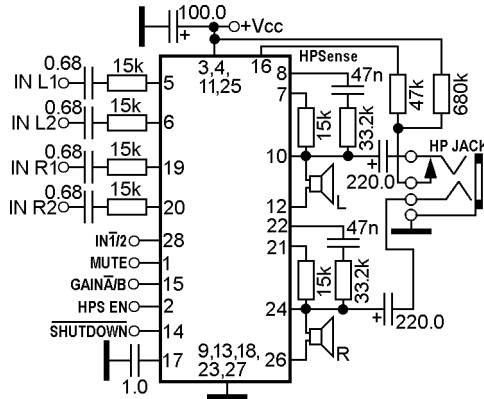 100.0
+
+Vcc
3,4,
11,25
16
HPSense
0.68
15k
IN L1
5
0.68
15k
IN L2
6
0.68
15k
IN R1
19
0.68
15k
IN R2
20
IN1̅/2
28
MUTE
1
GAINA̅/B
15
HPS EN
2
S̅H̅U̅T̅D̅O̅W̅N̅
14
17
1.0
9,13,18,
23,27
8
47n
7
15k
33.2k
10
+
220.0
12
L
47k
680k
HP JACK
22
47n
21
15k
33.2k
24
+
220.0
26
R